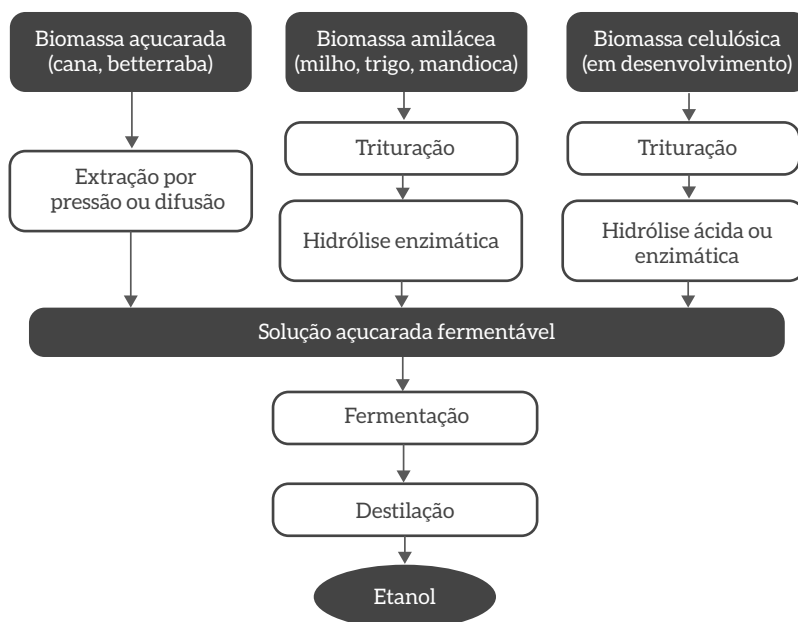 Biomassa açucarada
(cana, betterraba)
Biomassa amilácea
(milho, trigo, mandioca)
Biomassa celulósica
(em desenvolvimento)
Extração por
pressão ou difusão
Trituração
Trituração
Hidrólise enzimática
Hidrólise ácida ou
enzimática
Solução açucarada fermentável
Fermentação
Destilação
Etanol